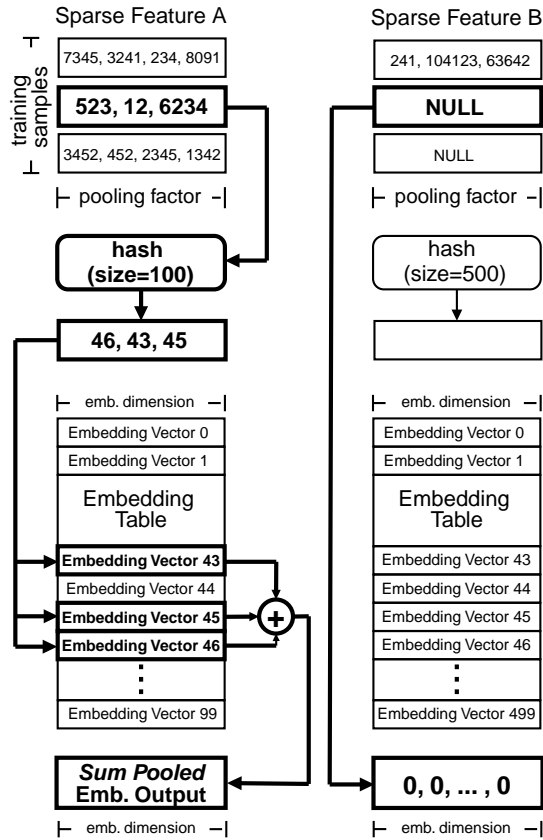 Sparse Feature A
training
samples
7345, 3241, 234, 8091
523, 12, 6234
3452, 452, 2345, 1342
pooling factor
hash
(size=100)
46, 43, 45
emb. dimension
Embedding Vector 0
Embedding Vector 1
Embedding
Table
Embedding Vector 43
Embedding Vector 44
Embedding Vector 45
Embedding Vector 46
Embedding Vector 99
+
Sum Pooled
Emb. Output
emb. dimension
Sparse Feature B
241, 104123, 63642
NULL
NULL
pooling factor
hash
(size=500)
emb. dimension
Embedding Vector 0
Embedding Vector 1
Embedding
Table
Embedding Vector 43
Embedding Vector 44
Embedding Vector 45
Embedding Vector 46
Embedding Vector 499
0, 0, ... , 0
emb. dimension